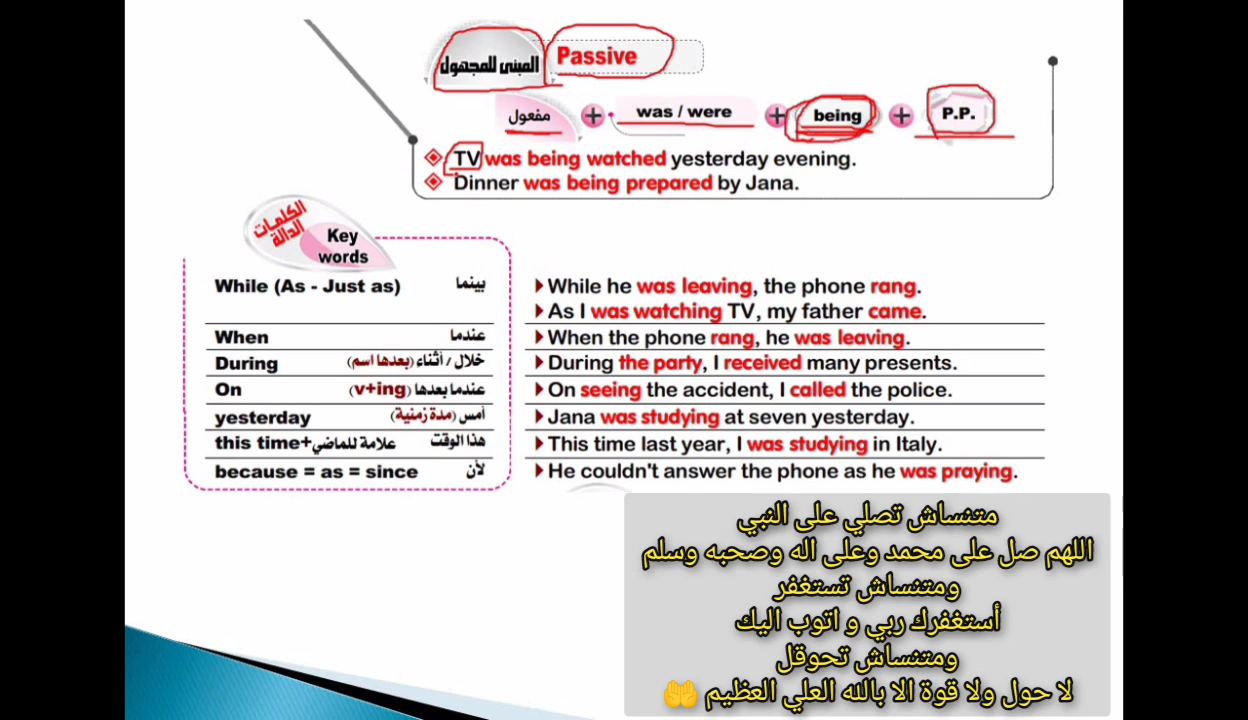 المبنى للمجهول Passive
مفعول + was / were + being + P.P.
TV was being watched yesterday evening.
Dinner was being prepared by Jana.
الكلمات الدالة
Key words
While (As - Just as) بينما
While he was leaving, the phone rang.
As I was watching TV, my father came.
When عندما
When the phone rang, he was leaving.
During خلال / أثناء (بعدها اسم)
During the party, I received many presents.
On عندما بعدها (v+ing)
On seeing the accident, I called the police.
yesterday أمس (مدة زمنية)
Jana was studying at seven yesterday.
this time+علامة للماضي هذا الوقت
This time last year, I was studying in Italy.
because = as = since لأن
He couldn't answer the phone as he was praying.
متنساش تصلي على النبي
اللهم صل على محمد وعلى اله وصحبه وسلم
ومتنساش تستغفر
أستغفرك ربي و اتوب اليك
ومتنساش تحوقل
لا حول ولا قوة الا بالله العلي العظيم 🤲